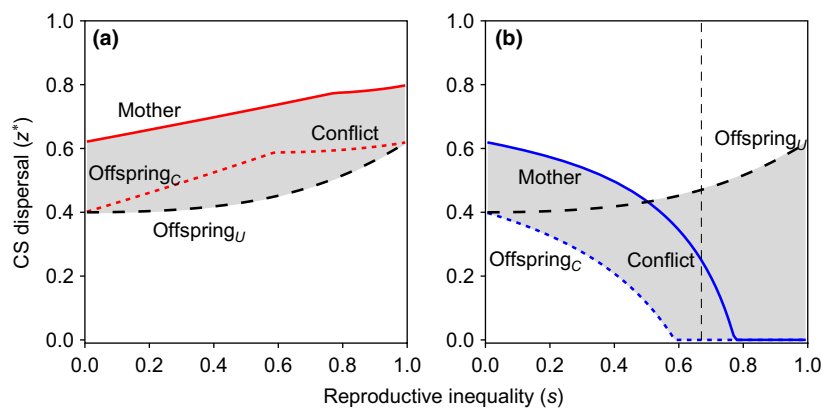 (a)
(b)
1.0
0.8
0.6
0.4
0.2
0.0
CS dispersal (z*)
Mother
Conflict
Offspring_C
Offspring_U
0.0 0.2 0.4 0.6 0.8 1.0
1.0
0.8
0.6
0.4
0.2
0.0
Offspring_U
Mother
Offspring_C
Conflict
0.0 0.2 0.4 0.6 0.8 1.0
Reproductive inequality (s)